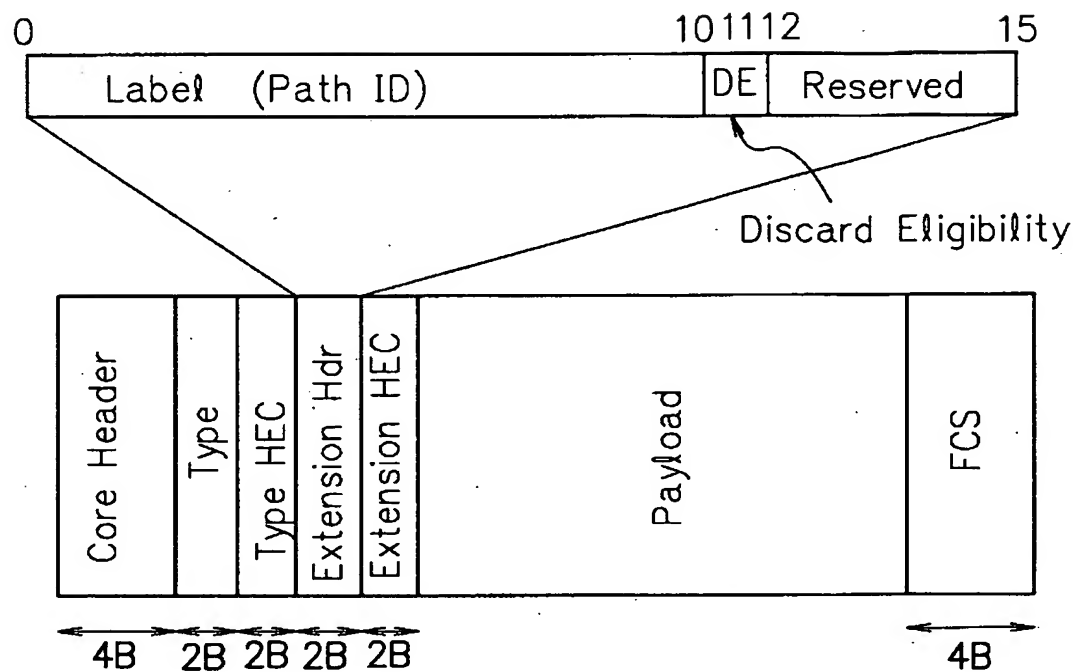 0 10 11 12 15
Label (Path ID) DE Reserved
Discard Eligibility
Core Header
Type
Type HEC
Extension Hdr
Extension HEC
Payload
FCS
4B 2B 2B 2B 2B 4B